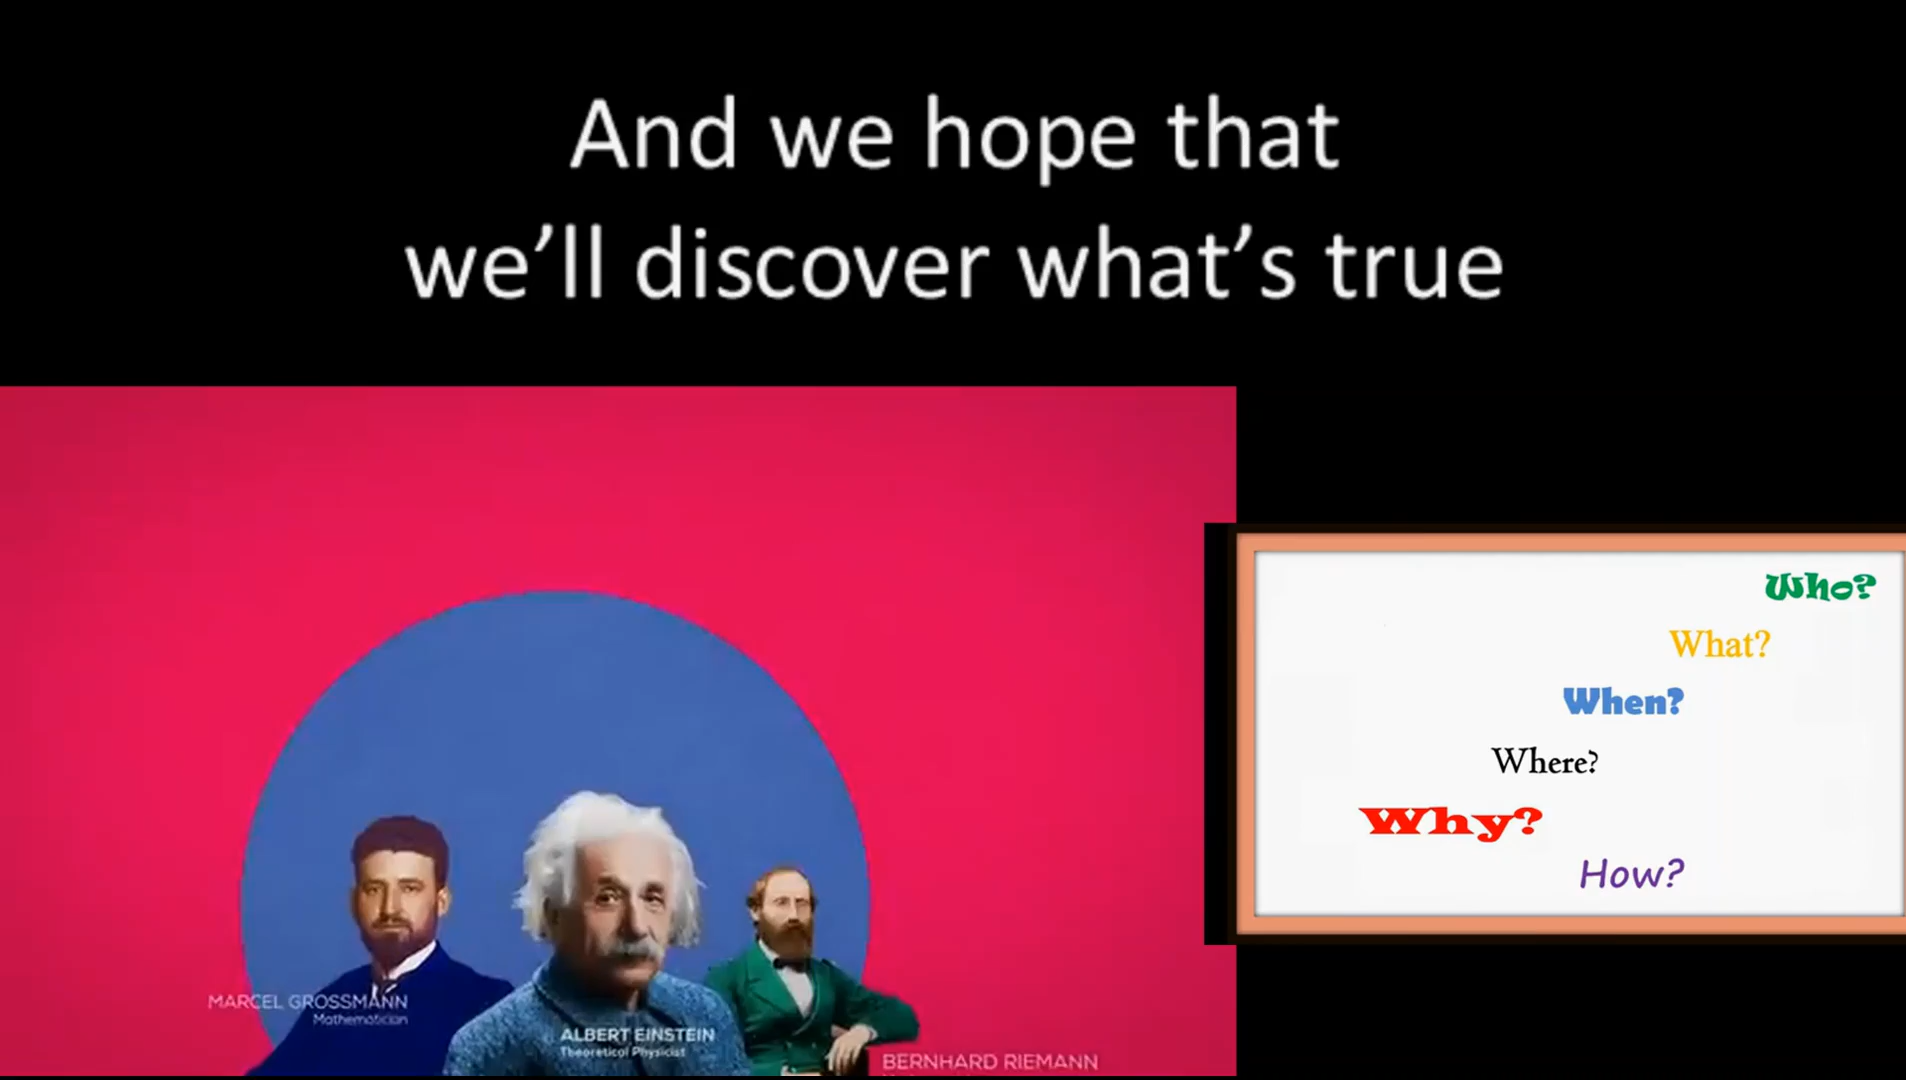 And we hope that
we’ll discover what’s true
Who?
What?
When?
Where?
Why?
How?
MARCEL GROSSMANN
Mathematician
ALBERT EINSTEIN
Theoretical Physicist
BERNHARD RIEMANN